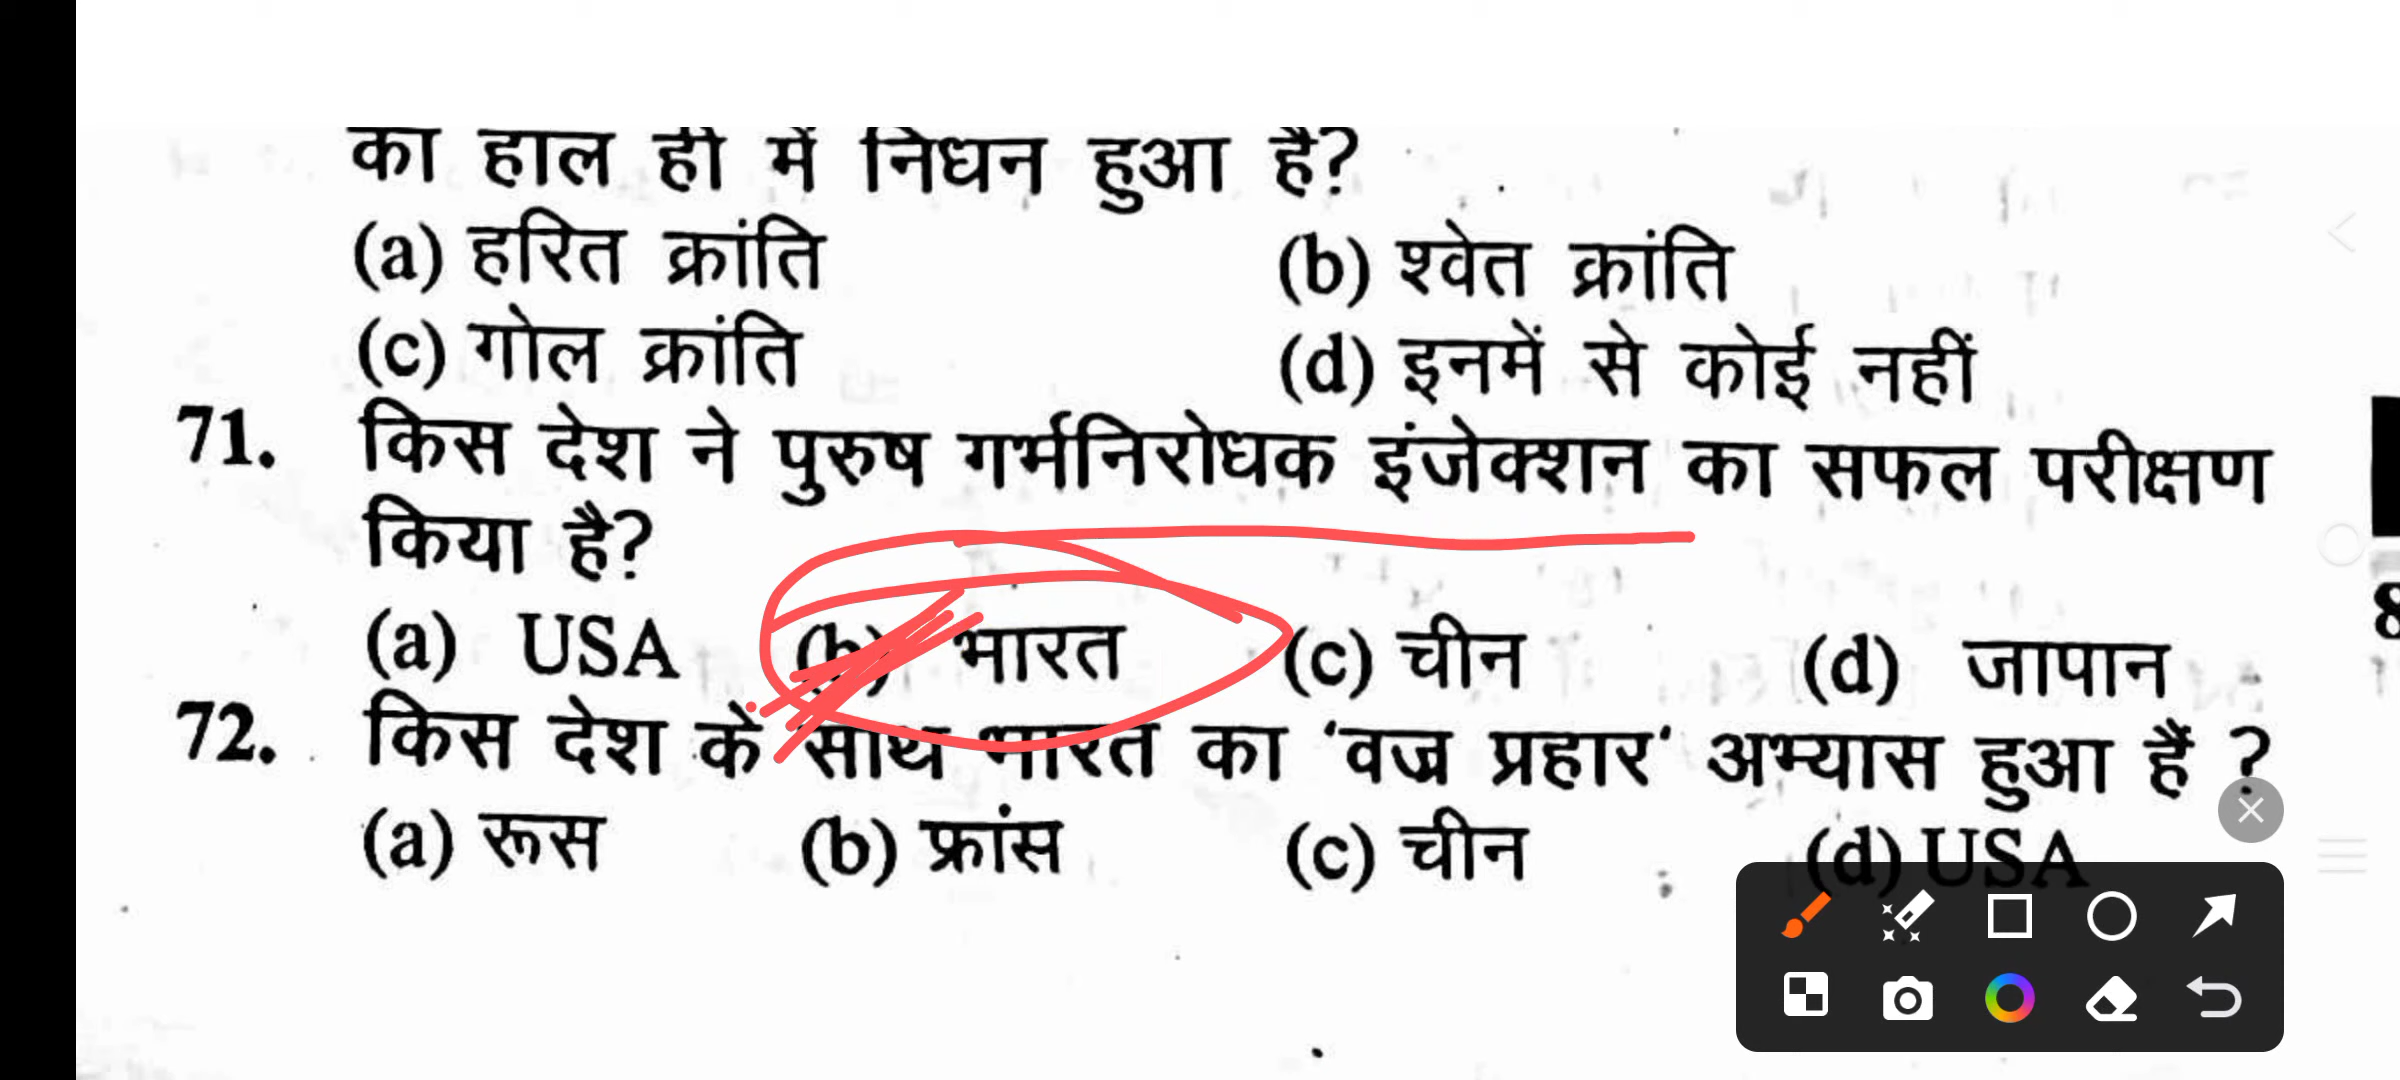 का हाल ही में निधन हुआ है?
(a) हरित क्रांति (b) श्वेत क्रांति
(c) गोल क्रांति (d) इनमें से कोई नहीं
71. किस देश ने पुरुष गर्भनिरोधक इंजेक्शन का सफल परीक्षण
किया है?
(a) USA (b) भारत (c) चीन (d) जापान
72. किस देश के साथ भारत का ‘वज्र प्रहार‘ अभ्यास हुआ हैं ?
(a) रूस (b) फ्रांस (c) चीन (d) USA
8